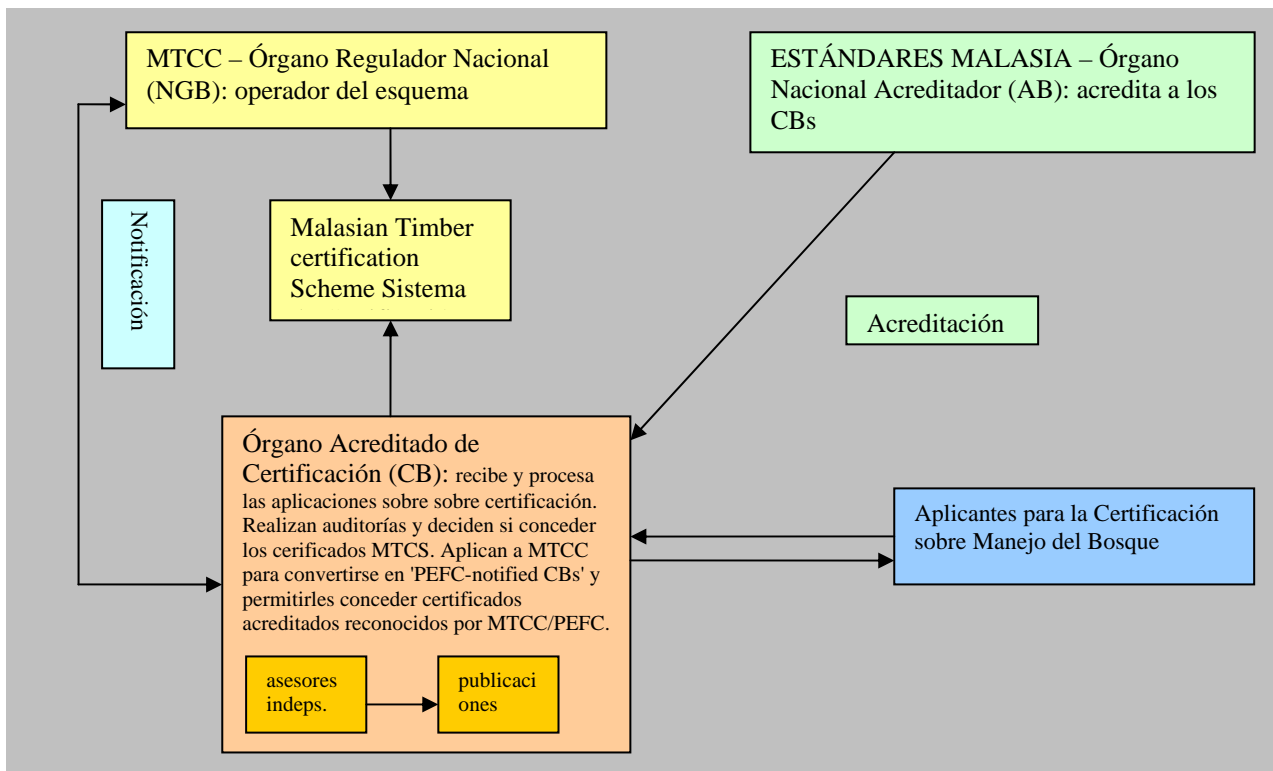 MTCC – Órgano Regulador Nacional
(NGB): operador del esquema
ESTÁNDARES MALASIA – Órgano
Nacional Acreditador (AB): acredita a los
CBs
Notificación
Malasian Timber
certification
Scheme Sistema
Acreditación
Órgano Acreditado de
Certificación (CB): recibe y procesa
las aplicaciones sobre sobre certificación.
Realizan auditorías y deciden si conceder
los cerificados MTCS. Aplican a MTCC
para convertirse en 'PEFC-notified CBs' y
permitirles conceder certificados
acreditados reconocidos por MTCC/PEFC.
Aplicantes para la Certificación
sobre Manejo del Bosque
asesores
indeps.
publicaci
ones